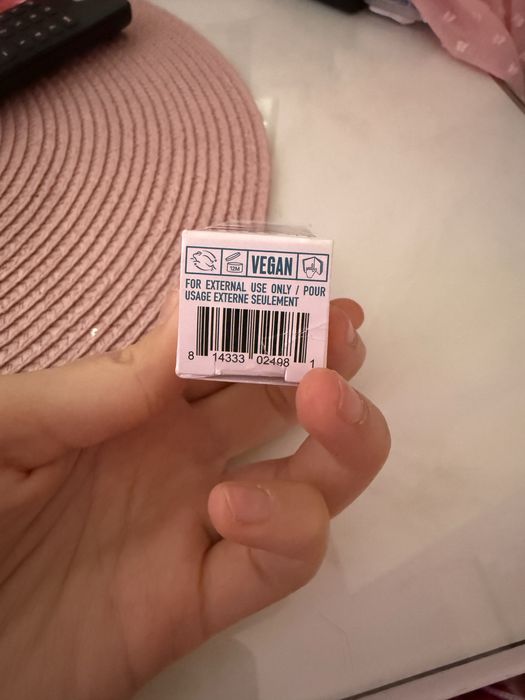 12M VEGAN
FOR EXTERNAL USE ONLY / POUR
USAGE EXTERNE SEULEMENT
8 14333 02498 1